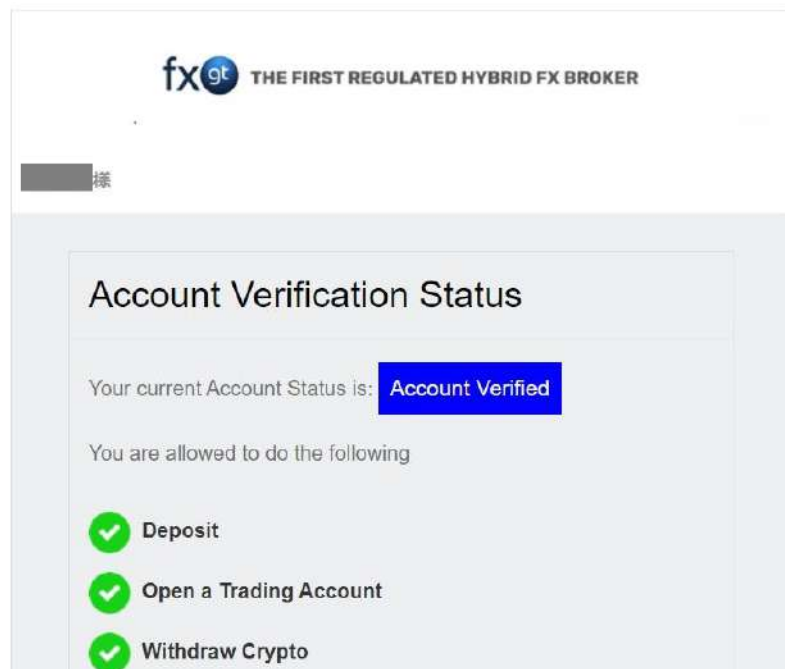 fxgt THE FIRST REGULATED HYBRID FX BROKER
様
Account Verification Status
Your current Account Status is: Account Verified
You are allowed to do the following
Deposit
Open a Trading Account
Withdraw Crypto